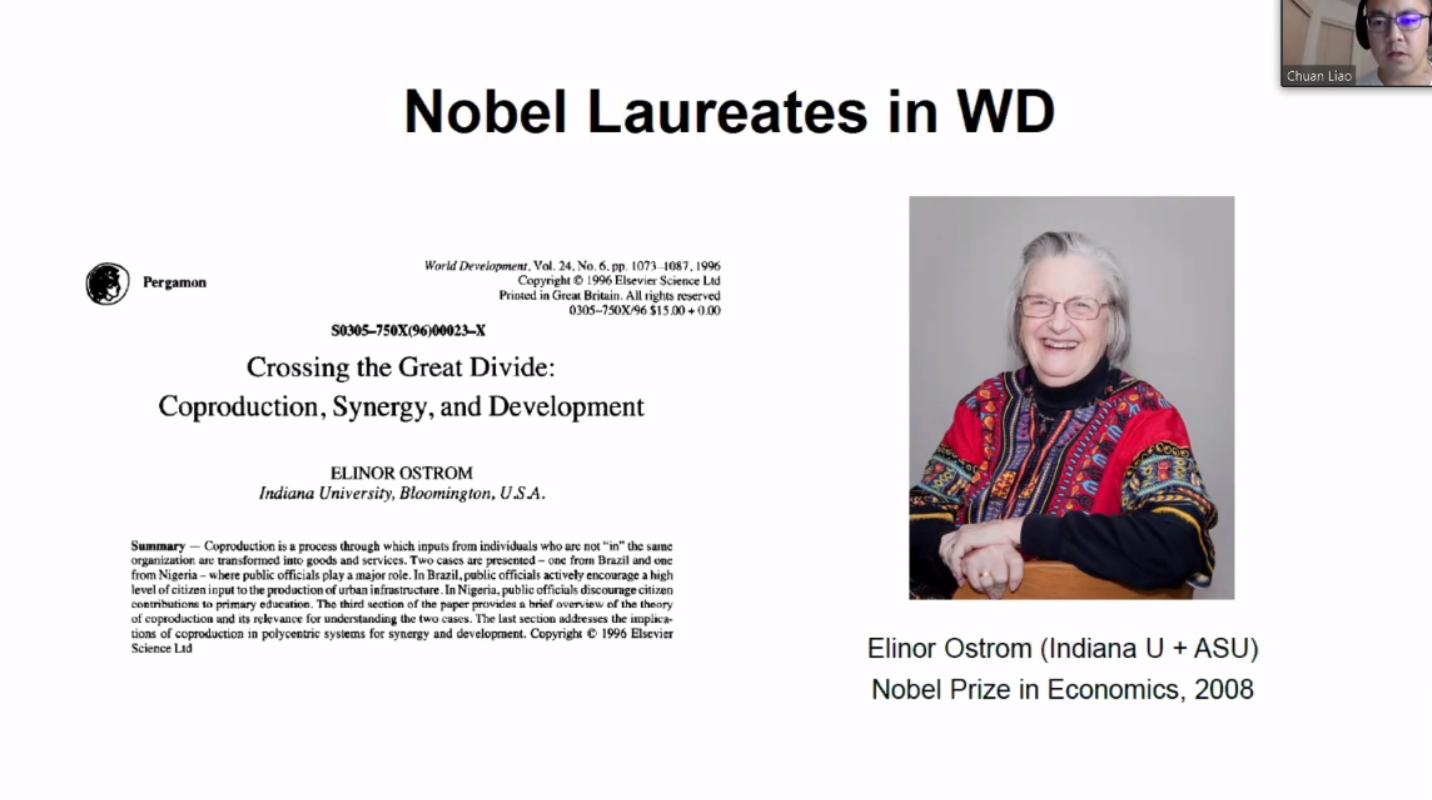 Chuan Liao
Nobel Laureates in WD
Pergamon
World Development, Vol. 24, No. 6, pp. 1073–1087, 1996
Copyright © 1996 Elsevier Science Ltd
Printed in Great Britain. All rights reserved
0305–750X/96 $15.00 + 0.00
S0305–750X(96)00023–X
Crossing the Great Divide:
Coproduction, Synergy, and Development
ELINOR OSTROM
Indiana University, Bloomington, U.S.A.
Summary — Coproduction is a process through which inputs from individuals who are not “in” the same
organization are transformed into goods and services. Two cases are presented – one from Brazil and one
from Nigeria – where public officials play a major role. In Brazil, public officials actively encourage a high
level of citizen input to the production of urban infrastructure. In Nigeria, public officials discourage citizen
contributions to primary education. The third section of the paper provides a brief overview of the theory
of coproduction and its relevance for understanding the two cases. The last section addresses the implica-
tions of coproduction in polycentric systems for synergy and development. Copyright © 1996 Elsevier
Science Ltd
Elinor Ostrom (Indiana U + ASU)
Nobel Prize in Economics, 2008